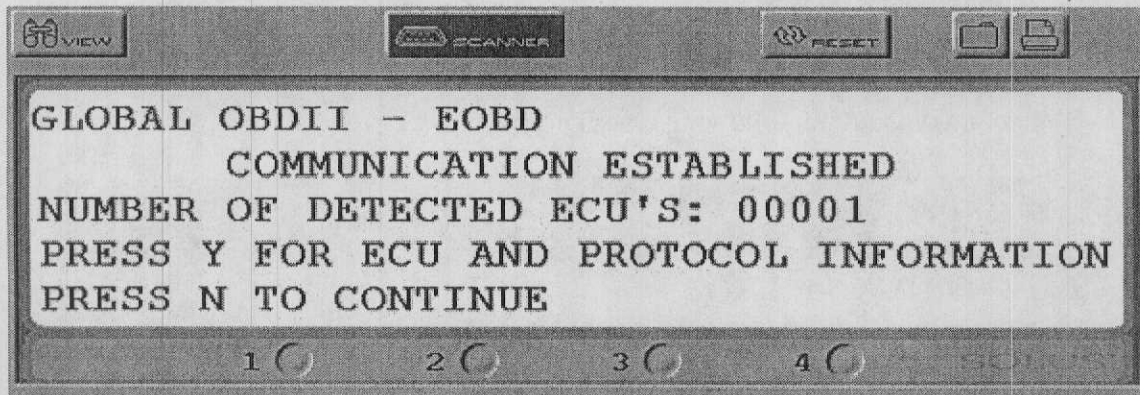 VIEW SCANNER RESET
GLOBAL OBDII - EOBD
COMMUNICATION ESTABLISHED
NUMBER OF DETECTED ECU'S: 00001
PRESS Y FOR ECU AND PROTOCOL INFORMATION
PRESS N TO CONTINUE
1 2 3 4 SOLUS